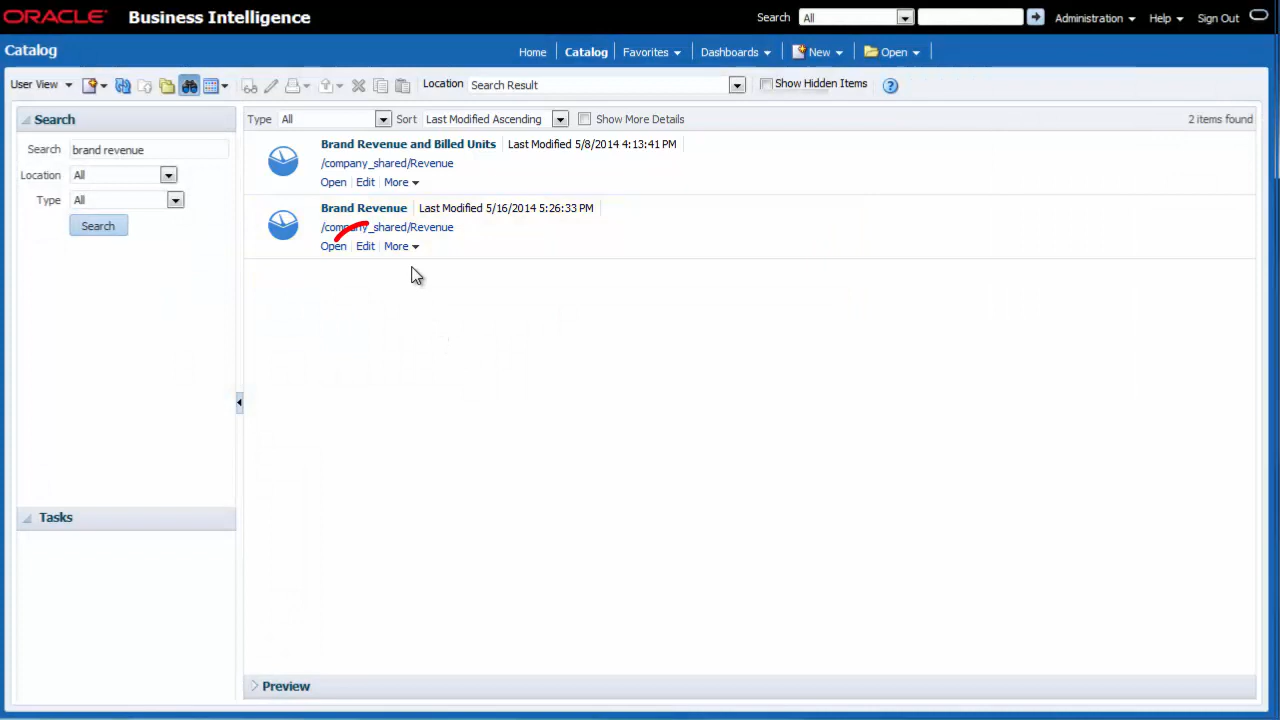 ORACLE Business Intelligence Search All Administration Help Sign Out
Catalog Home Catalog Favorites Dashboards New Open
User View Location Search Result Show Hidden Items
Search
Search brand revenue
Location All
Type All
Search
Tasks
Type All Sort Last Modified Ascending Show More Details 2 items found
Brand Revenue and Billed Units Last Modified 5/8/2014 4:13:41 PM
/company_shared/Revenue
Open Edit More
Brand Revenue Last Modified 5/16/2014 5:26:33 PM
/company_shared/Revenue
Open Edit More
Preview